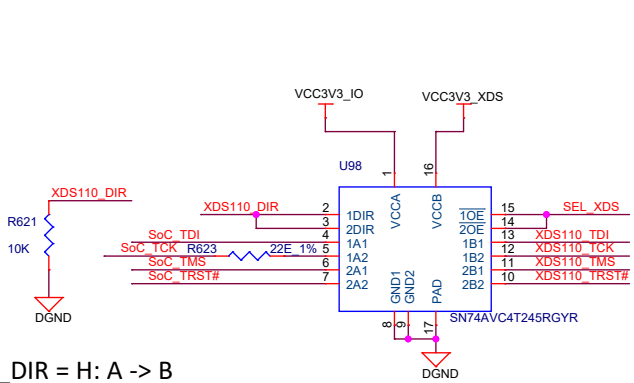 VCC3V3_IO
VCC3V3_XDS
U98
1
16
XDS110_DIR
R621
10K
DGND
XDS110_DIR
2
3
SoC_TDI
4
SoC_TCK
R623
22E_1%
5
SoC_TMS
6
SoC_TRST#
7
1DIR
2DIR
1A1
1A2
2A1
2A2
VCCA
VCCB
1OE
2OE
1B1
1B2
2B1
2B2
GND1
GND2
PAD
15
SEL_XDS
14
13
XDS110_TDI
12
XDS110_TCK
11
XDS110_TMS
10
XDS110_TRST#
8
9
17
SN74AVC4T245RGYR
DGND
_DIR = H: A -> B